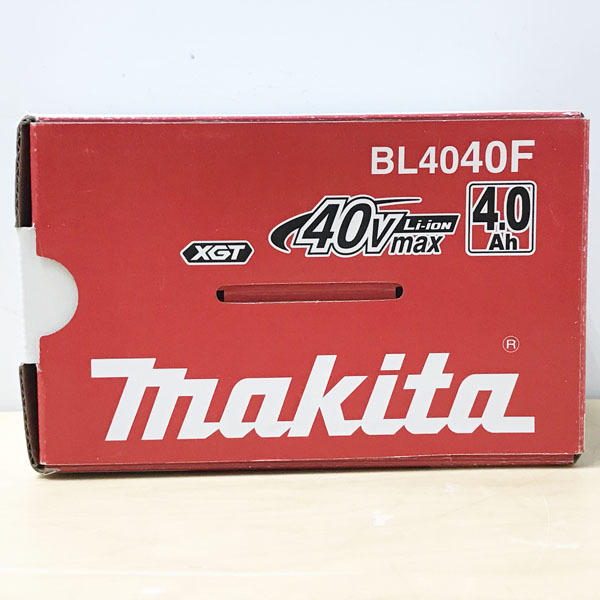 BL4040F
XGT 40Vmax Li-ion 4.0 Ah
makita ®